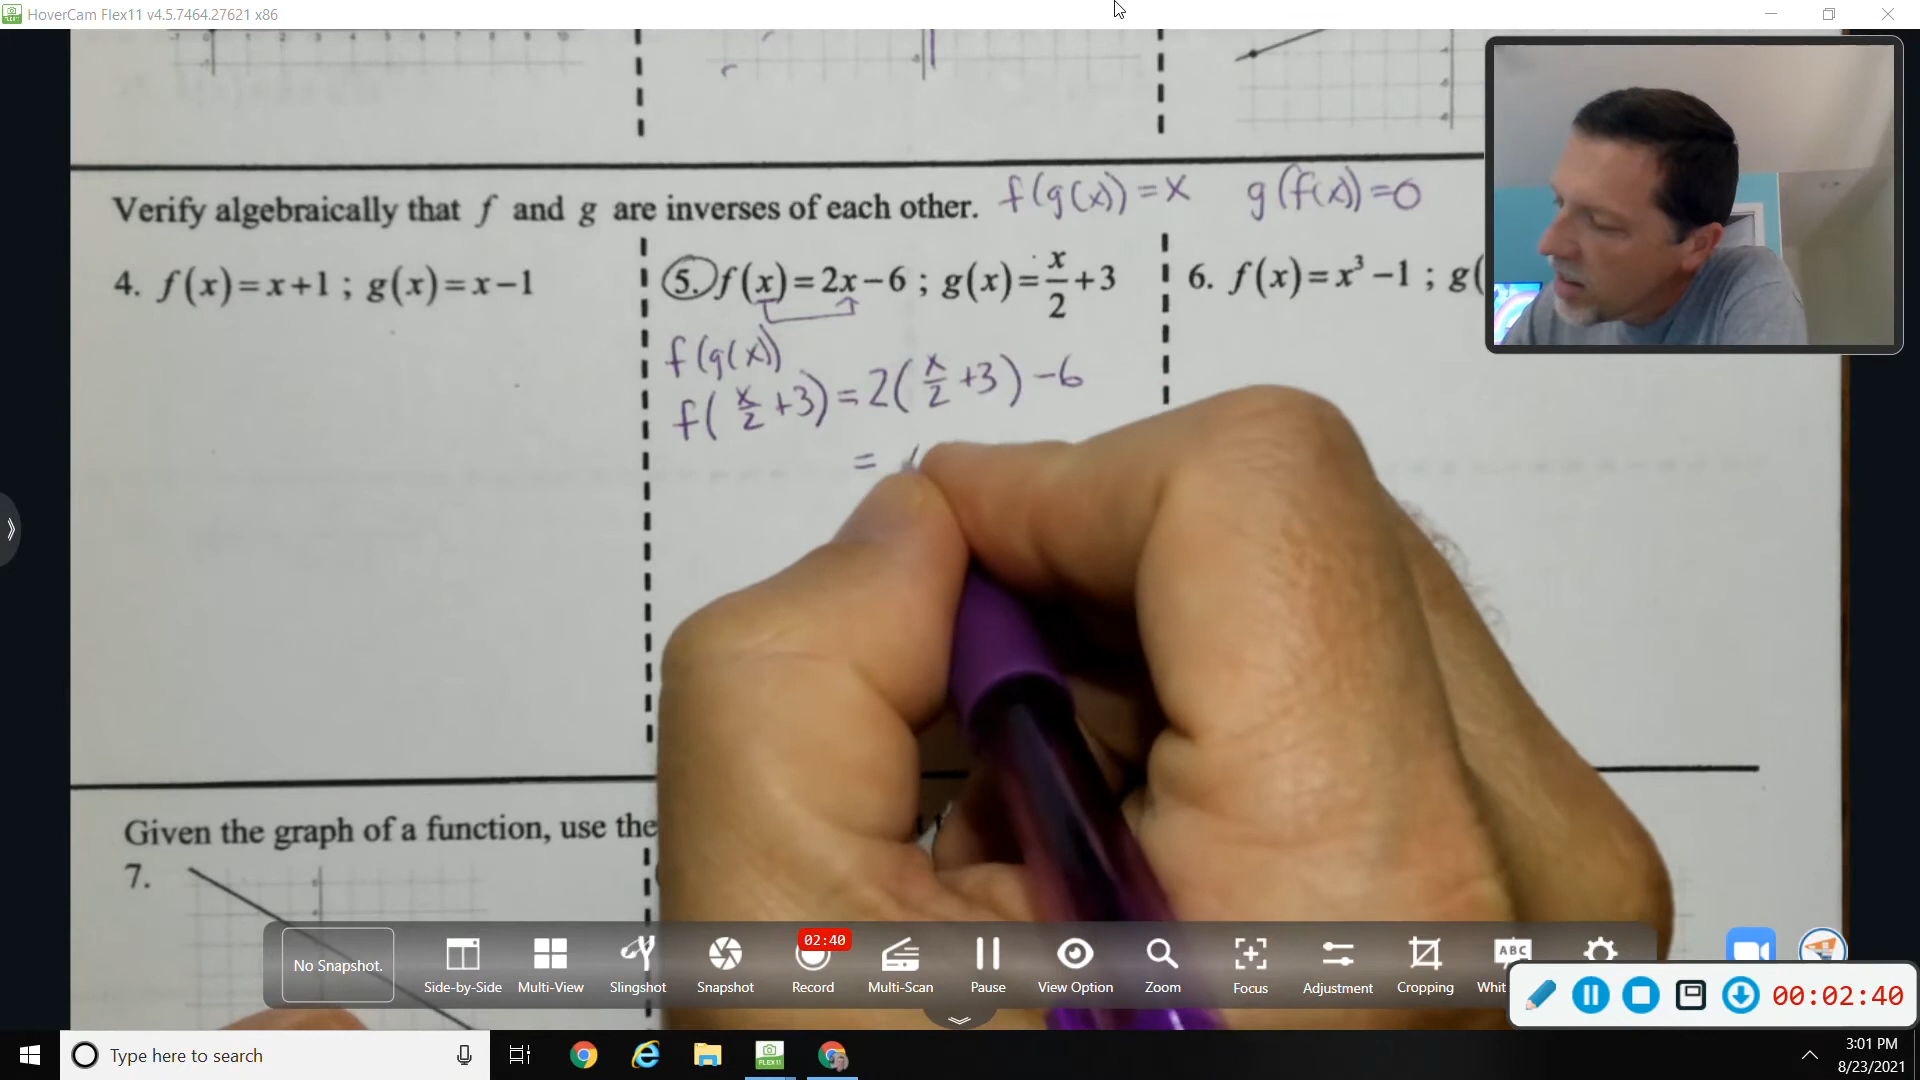 HoverCam Flex11 v4.5.7464.27621 x86
Verify algebraically that f and g are inverses of each other. f(g(x)) = x g(f(x)) = 0
4. f(x) = x + 1 ; g(x) = x − 1
5. f(x) = 2x − 6 ; g(x) = x/2 + 3
6. f(x) = x³ − 1 ; g(
f(g(x))
f(x/2 + 3) = 2(x/2 + 3) − 6
=
Given the graph of a function, use the
7.
No Snapshot.
02:40
Side-by-Side Multi-View Slingshot Snapshot Record Multi-Scan Pause View Option Zoom Focus Adjustment Cropping Whit
ABC
00:02:40
Type here to search
FLEX11
3:01 PM
8/23/2021